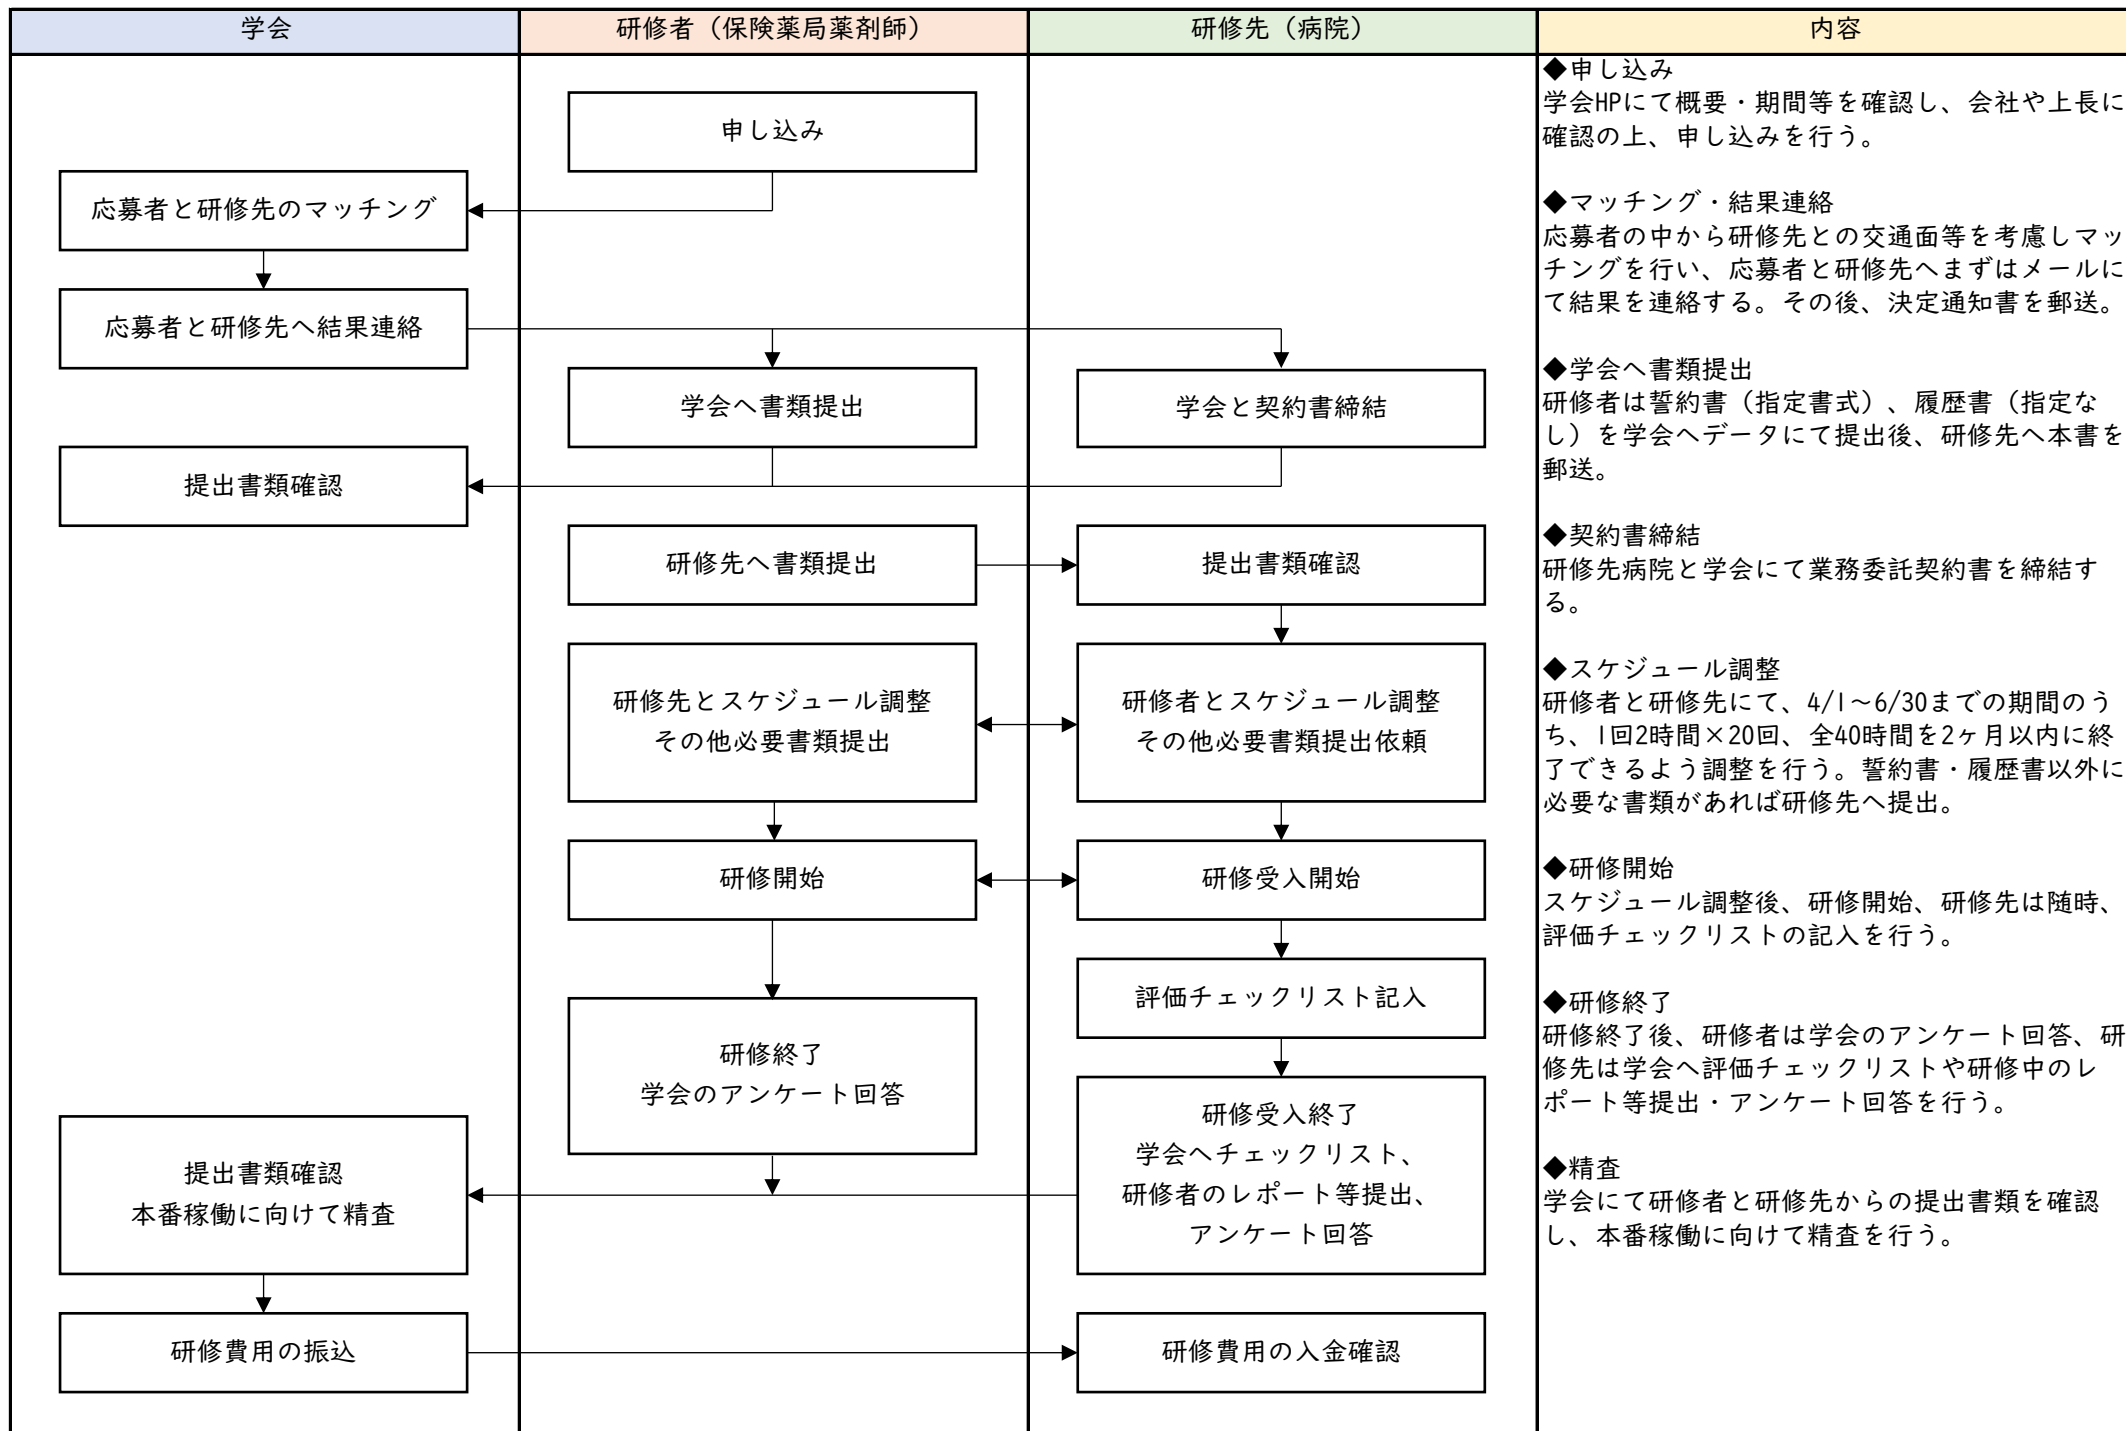 学会
研修者（保険薬局薬剤師）
研修先（病院）
内容
申し込み
応募者と研修先のマッチング
応募者と研修先へ結果連絡
学会へ書類提出
学会と契約書締結
提出書類確認
研修先へ書類提出
提出書類確認
研修先とスケジュール調整
その他必要書類提出
研修者とスケジュール調整
その他必要書類提出依頼
研修開始
研修受入開始
評価チェックリスト記入
研修終了
学会のアンケート回答
研修受入終了
学会へチェックリスト、
研修者のレポート等提出、
アンケート回答
提出書類確認
本番稼働に向けて精査
研修費用の振込
研修費用の入金確認
◆申し込み
学会HPにて概要・期間等を確認し、会社や上長に
確認の上、申し込みを行う。
◆マッチング・結果連絡
応募者の中から研修先との交通面等を考慮しマッ
チングを行い、応募者と研修先へまずはメールに
て結果を連絡する。その後、決定通知書を郵送。
◆学会へ書類提出
研修者は誓約書（指定書式）、履歴書（指定な
し）を学会へデータにて提出後、研修先へ本書を
郵送。
◆契約書締結
研修先病院と学会にて業務委託契約書を締結す
る。
◆スケジュール調整
研修者と研修先にて、4/1～6/30までの期間のう
ち、1回2時間×20回、全40時間を2ヶ月以内に終
了できるよう調整を行う。誓約書・履歴書以外に
必要な書類があれば研修先へ提出。
◆研修開始
スケジュール調整後、研修開始、研修先は随時、
評価チェックリストの記入を行う。
◆研修終了
研修終了後、研修者は学会のアンケート回答、研
修先は学会へ評価チェックリストや研修中のレ
ポート等提出・アンケート回答を行う。
◆精査
学会にて研修者と研修先からの提出書類を確認
し、本番稼働に向けて精査を行う。